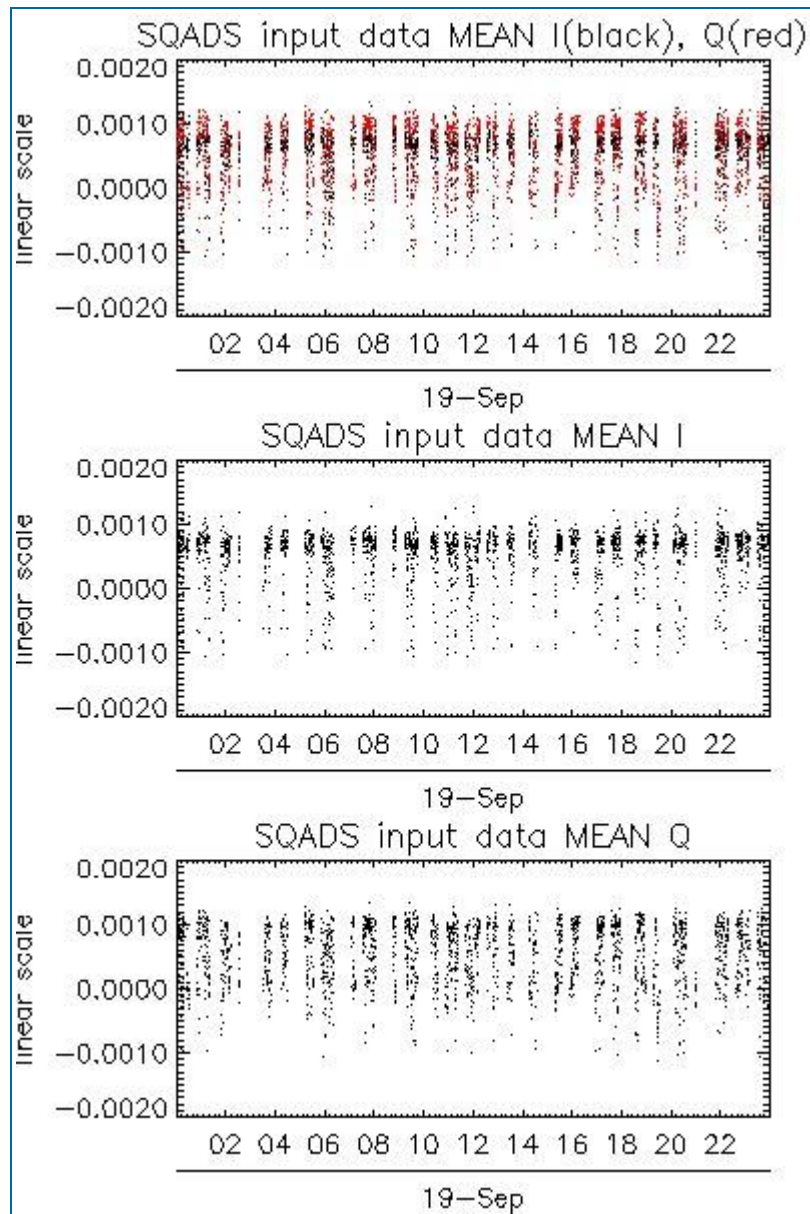 SQADS input data MEAN I(black), Q(red)
0.0020
0.0010
0.0000
−0.0010
−0.0020
linear scale
02 04 06 08 10 12 14 16 18 20 22
19−Sep
SQADS input data MEAN I
0.0020
0.0010
0.0000
−0.0010
−0.0020
linear scale
02 04 06 08 10 12 14 16 18 20 22
19−Sep
SQADS input data MEAN Q
0.0020
0.0010
0.0000
−0.0010
−0.0020
linear scale
02 04 06 08 10 12 14 16 18 20 22
19−Sep